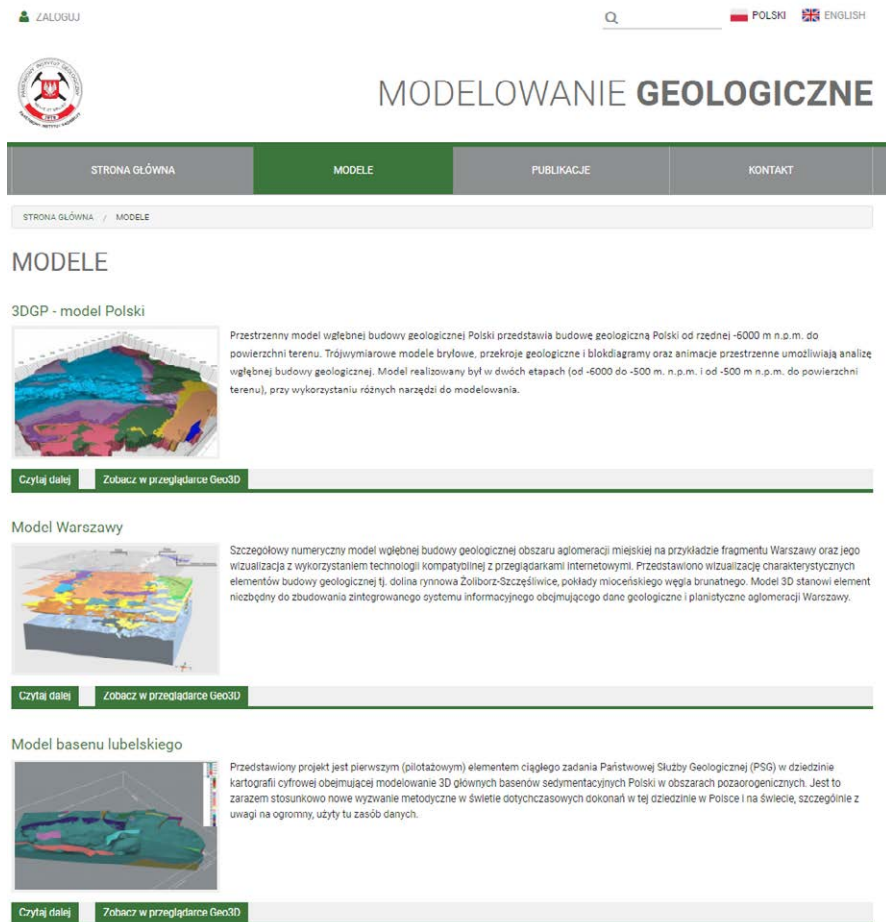 ZALOGUJ
POLSKI ENGLISH
MODELOWANIE GEOLOGICZNE
STRONA GŁÓWNA MODELE PUBLIKACJE KONTAKT
STRONA GŁÓWNA / MODELE
MODELE
3DGP - model Polski
Przestrzenny model wgłębnej budowy geologicznej Polski przedstawia budowę geologiczną Polski od rzędnej -6000 m n.p.m. do
powierzchni terenu. Trójwymiarowe modele bryłowe, przekroje geologiczne i blokdiagramy oraz animacje przestrzenne umożliwiają analizę
wgłębnej budowy geologicznej. Model realizowany był w dwóch etapach (od -6000 do -500 m. n.p.m. i od -500 m n.p.m. do powierzchni
terenu), przy wykorzystaniu różnych narzędzi do modelowania.
Czytaj dalej Zobacz w przeglądarce Geo3D
Model Warszawy
Szczegółowy numeryczny model wgłębnej budowy geologicznej obszaru aglomeracji miejskiej na przykładzie fragmentu Warszawy oraz jego
wizualizacja z wykorzystaniem technologii kompatybilnej z przeglądarkami internetowymi. Przedstawiono wizualizację charakterystycznych
elementów budowy geologicznej tj. dolina rynnowa Żoliborz-Szczęśliwice, pokłady mioceńskiego węgla brunatnego. Model 3D stanowi element
niezbędny do zbudowania zintegrowanego systemu informacyjnego obejmującego dane geologiczne i planistyczne aglomeracji Warszawy.
Czytaj dalej Zobacz w przeglądarce Geo3D
Model basenu lubelskiego
Przedstawiony projekt jest pierwszym (pilotażowym) elementem ciągłego zadania Państwowej Służby Geologicznej (PSG) w dziedzinie
kartografii cyfrowej obejmującej modelowanie 3D głównych basenów sedymentacyjnych Polski w obszarach pozaorogenicznych. Jest to
zarazem stosunkowo nowe wyzwanie metodyczne w świetle dotychczasowych dokonań w tej dziedzinie w Polsce i na świecie, szczególnie z
uwagi na ogromny, użyty tu zasób danych.
Czytaj dalej Zobacz w przeglądarce Geo3D